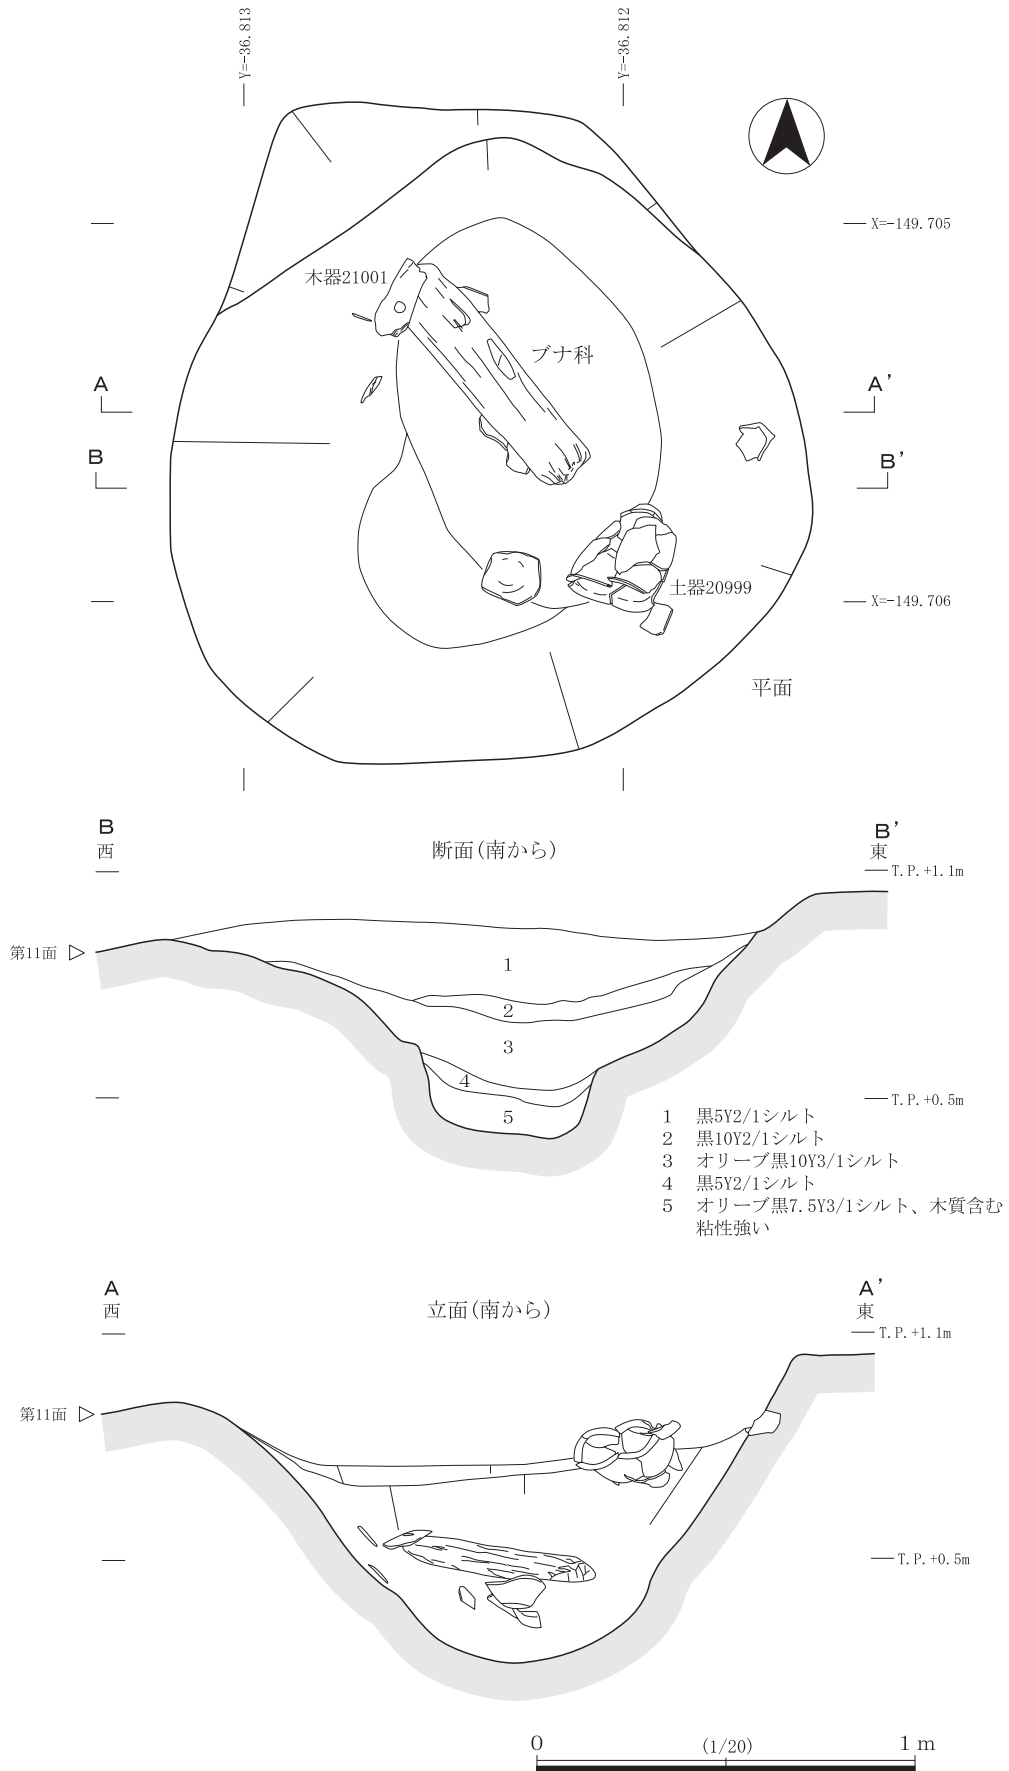 Y=-36.813
Y=-36.812
X=-149.705
木器21001
ブナ科
A
A'
B
B'
土器20999
X=-149.706
平面
B
西
断面(南から)
B'
東
T.P.+1.1m
第11面
1
2
3
4
5
T.P.+0.5m
1 黒5Y2/1シルト
2 黒10Y2/1シルト
3 オリーブ黒10Y3/1シルト
4 黒5Y2/1シルト
5 オリーブ黒7.5Y3/1シルト、木質含む
粘性強い
A
西
立面(南から)
A'
東
T.P.+1.1m
第11面
T.P.+0.5m
0 (1/20) 1 m